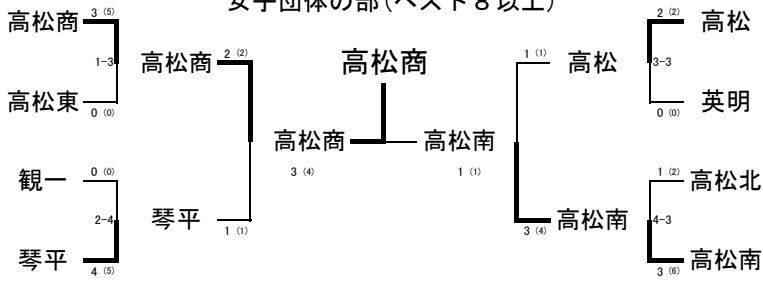 女子団体の部(ベスト8以上)
高松商 3 (5)
1-3
高松東 0 (0)
観一 0 (0)
2-4
琴平 4 (5)
高松商 2 (2)
琴平 1 (1)
高松商
高松商 3 (4)
高松南 1 (1)
1 (1) 高松
3 (4) 高松南
2 (2) 高松
3-3
0 (0) 英明
1 (2) 高松北
4-3
3 (6) 高松南